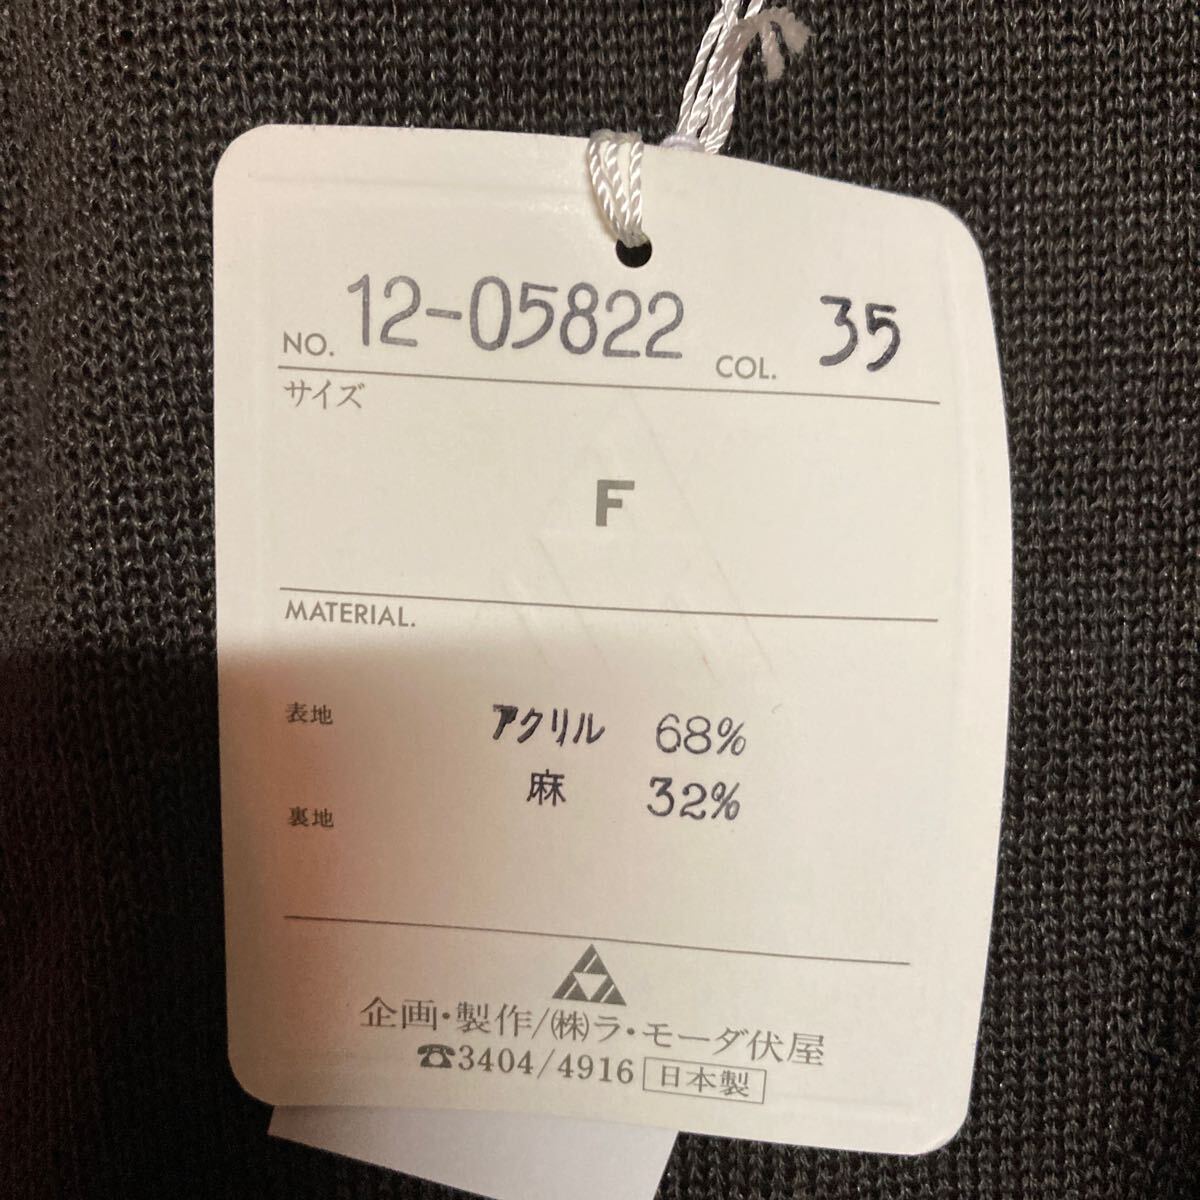 NO. 12-05822 COL. 35
サイズ
F
MATERIAL.
表地 アクリル 68%
麻 32%
裏地
企画・製作/㈱ラ・モーダ伏屋
☎3404/4916 日本製